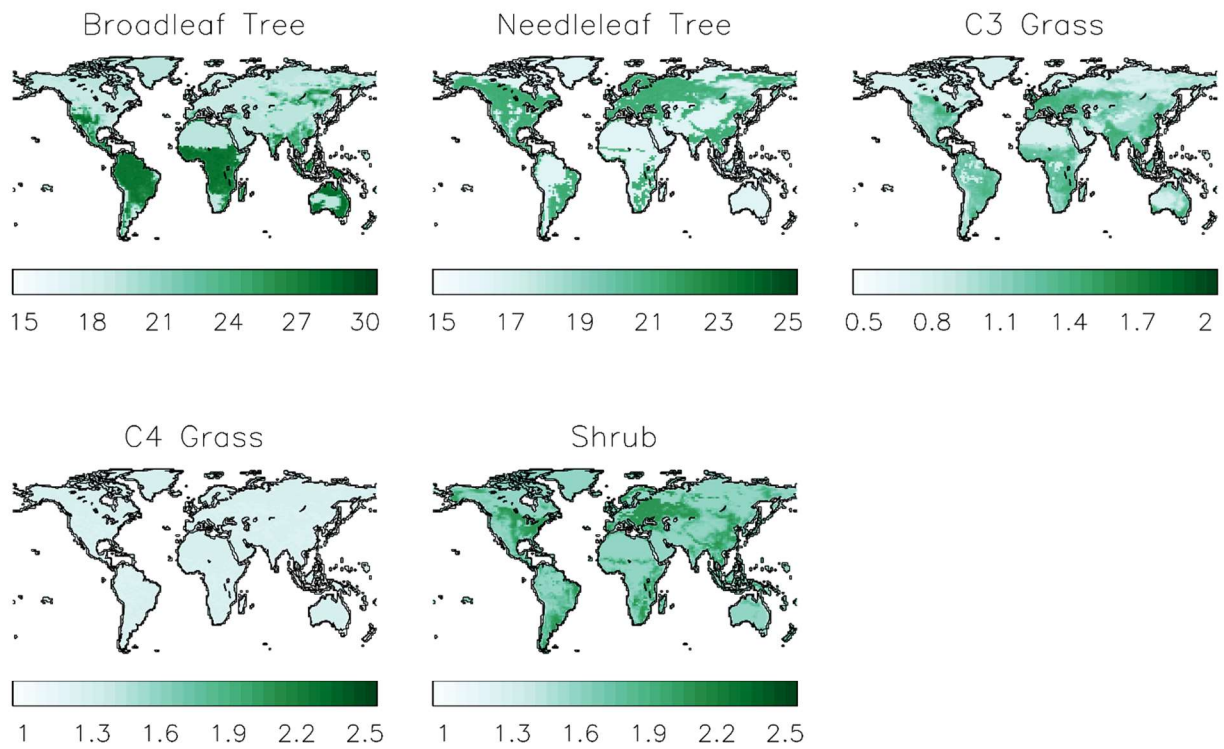 Broadleaf Tree
Needleleaf Tree
C3 Grass
15 18 21 24 27 30
15 17 19 21 23 25
0.5 0.8 1.1 1.4 1.7 2
C4 Grass
Shrub
1 1.3 1.6 1.9 2.2 2.5
1 1.3 1.6 1.9 2.2 2.5